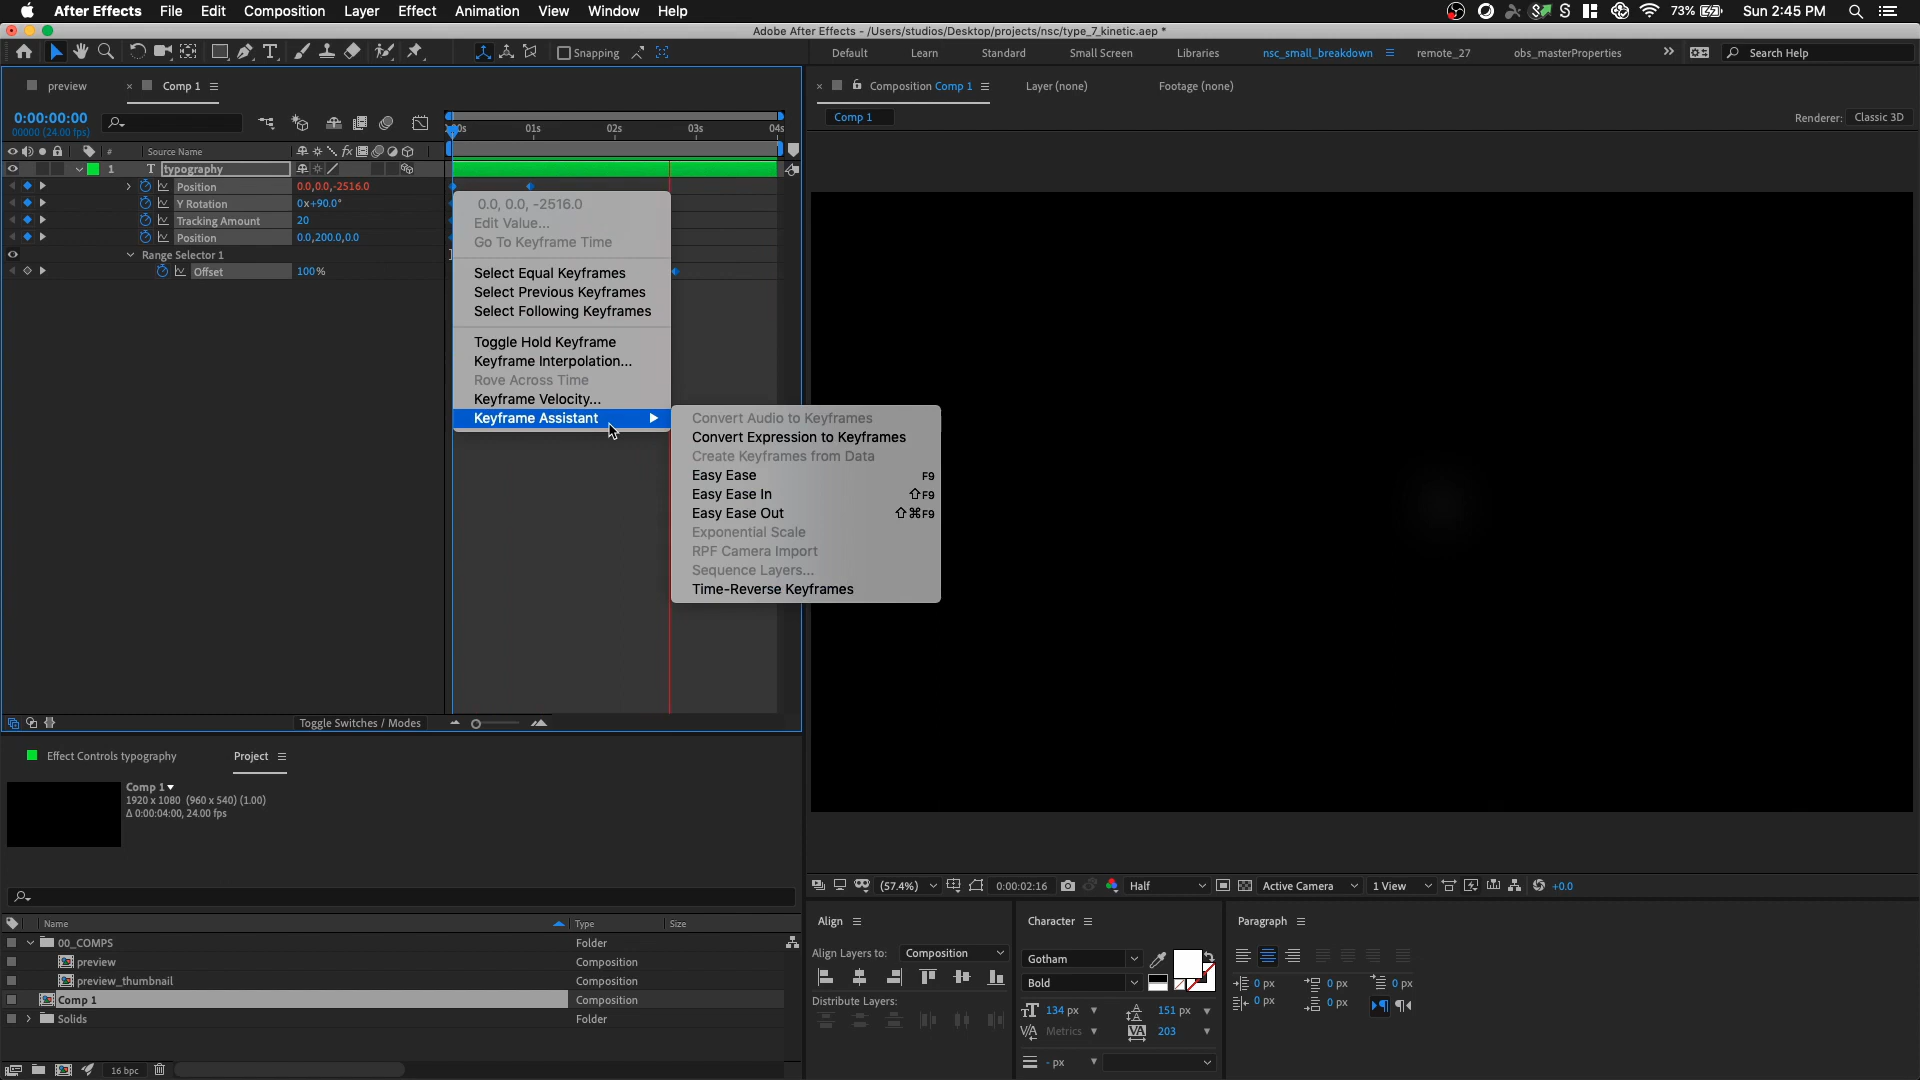 After Effects File Edit Composition Layer Effect Animation View Window Help 73% Sun 2:45 PM
Adobe After Effects - /Users/studios/Desktop/projects/nsc/type_7_kinetic.aep *
Snapping Default Learn Standard Small Screen Libraries nsc_small_breakdown remote_27 obs_masterProperties Search Help
preview Comp 1
Composition Comp 1 Layer (none) Footage (none)
0:00:00:00
00000 (24.00 fps)
Comp 1 Renderer: Classic 3D
01s 02s 03s 04s
# Source Name
1 T typography
Position 0.0,0.0,-2516.0
Y Rotation 0x+90.0°
Tracking Amount 20
Position 0.0,200.0,0.0
Range Selector 1
Offset 100%
0.0, 0.0, -2516.0
Edit Value...
Go To Keyframe Time
Select Equal Keyframes
Select Previous Keyframes
Select Following Keyframes
Toggle Hold Keyframe
Keyframe Interpolation...
Rove Across Time
Keyframe Velocity...
Keyframe Assistant
Convert Audio to Keyframes
Convert Expression to Keyframes
Create Keyframes from Data
Easy Ease F9
Easy Ease In ⇧F9
Easy Ease Out ⇧⌘F9
Exponential Scale
RPF Camera Import
Sequence Layers...
Time-Reverse Keyframes
Toggle Switches / Modes
Effect Controls typography Project
Comp 1
1920 x 1080 (960 x 540) (1.00)
Δ 0:00:04:00, 24.00 fps
(57.4%) 0:00:02:16 Half Active Camera 1 View +0.0
Name Type Size
00_COMPS Folder
preview Composition
preview_thumbnail Composition
Comp 1 Composition
Solids Folder
16 bpc
Align
Align Layers to: Composition
Distribute Layers:
Character
Gotham
Bold
134 px 151 px
Metrics 203
- px
Paragraph
0 px 0 px 0 px
0 px 0 px